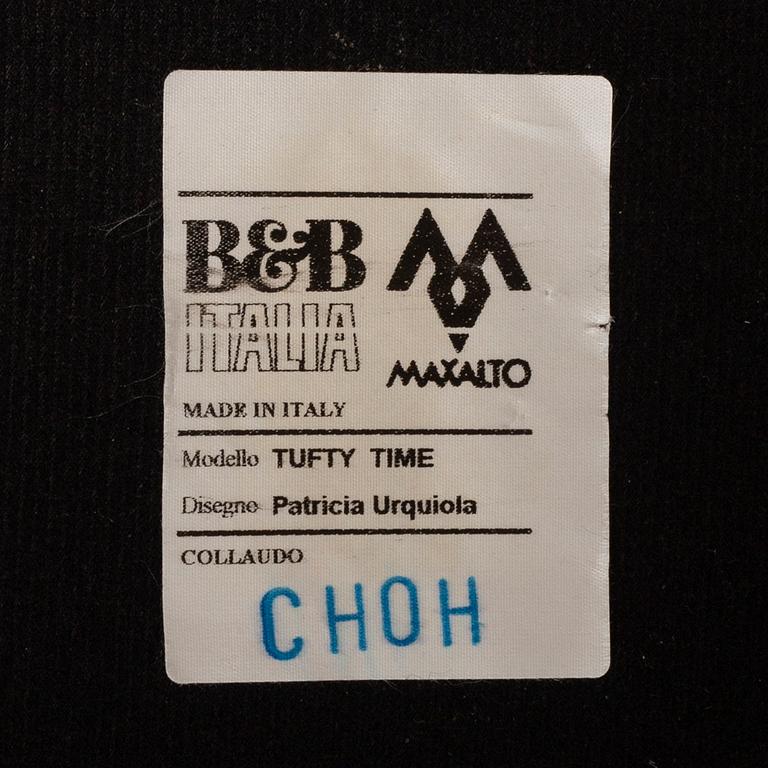 B&B
ITALIA
MAXALTO
MADE IN ITALY
Modello TUFTY TIME
Disegno Patricia Urquiola
COLLAUDO
CHOH